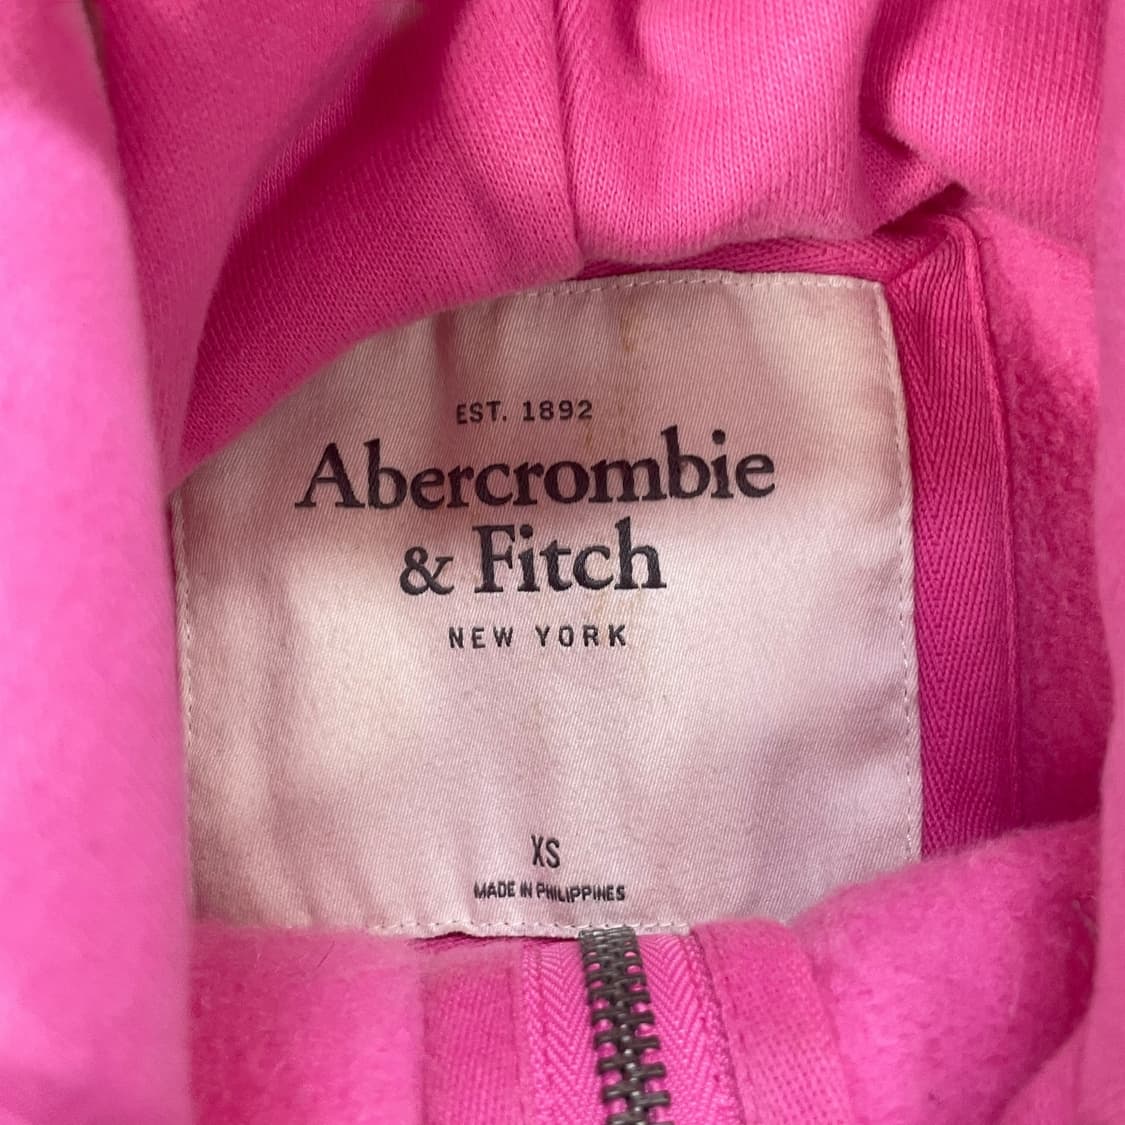 EST. 1892
Abercrombie
& Fitch
NEW YORK
XS
MADE IN PHILIPPINES